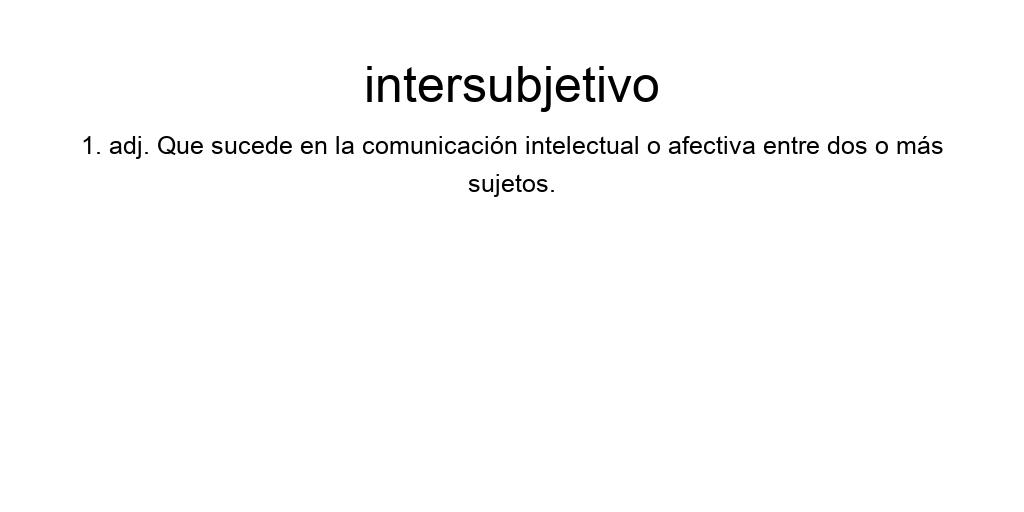 intersubjetivo
1. adj. Que sucede en la comunicación intelectual o afectiva entre dos o más
sujetos.